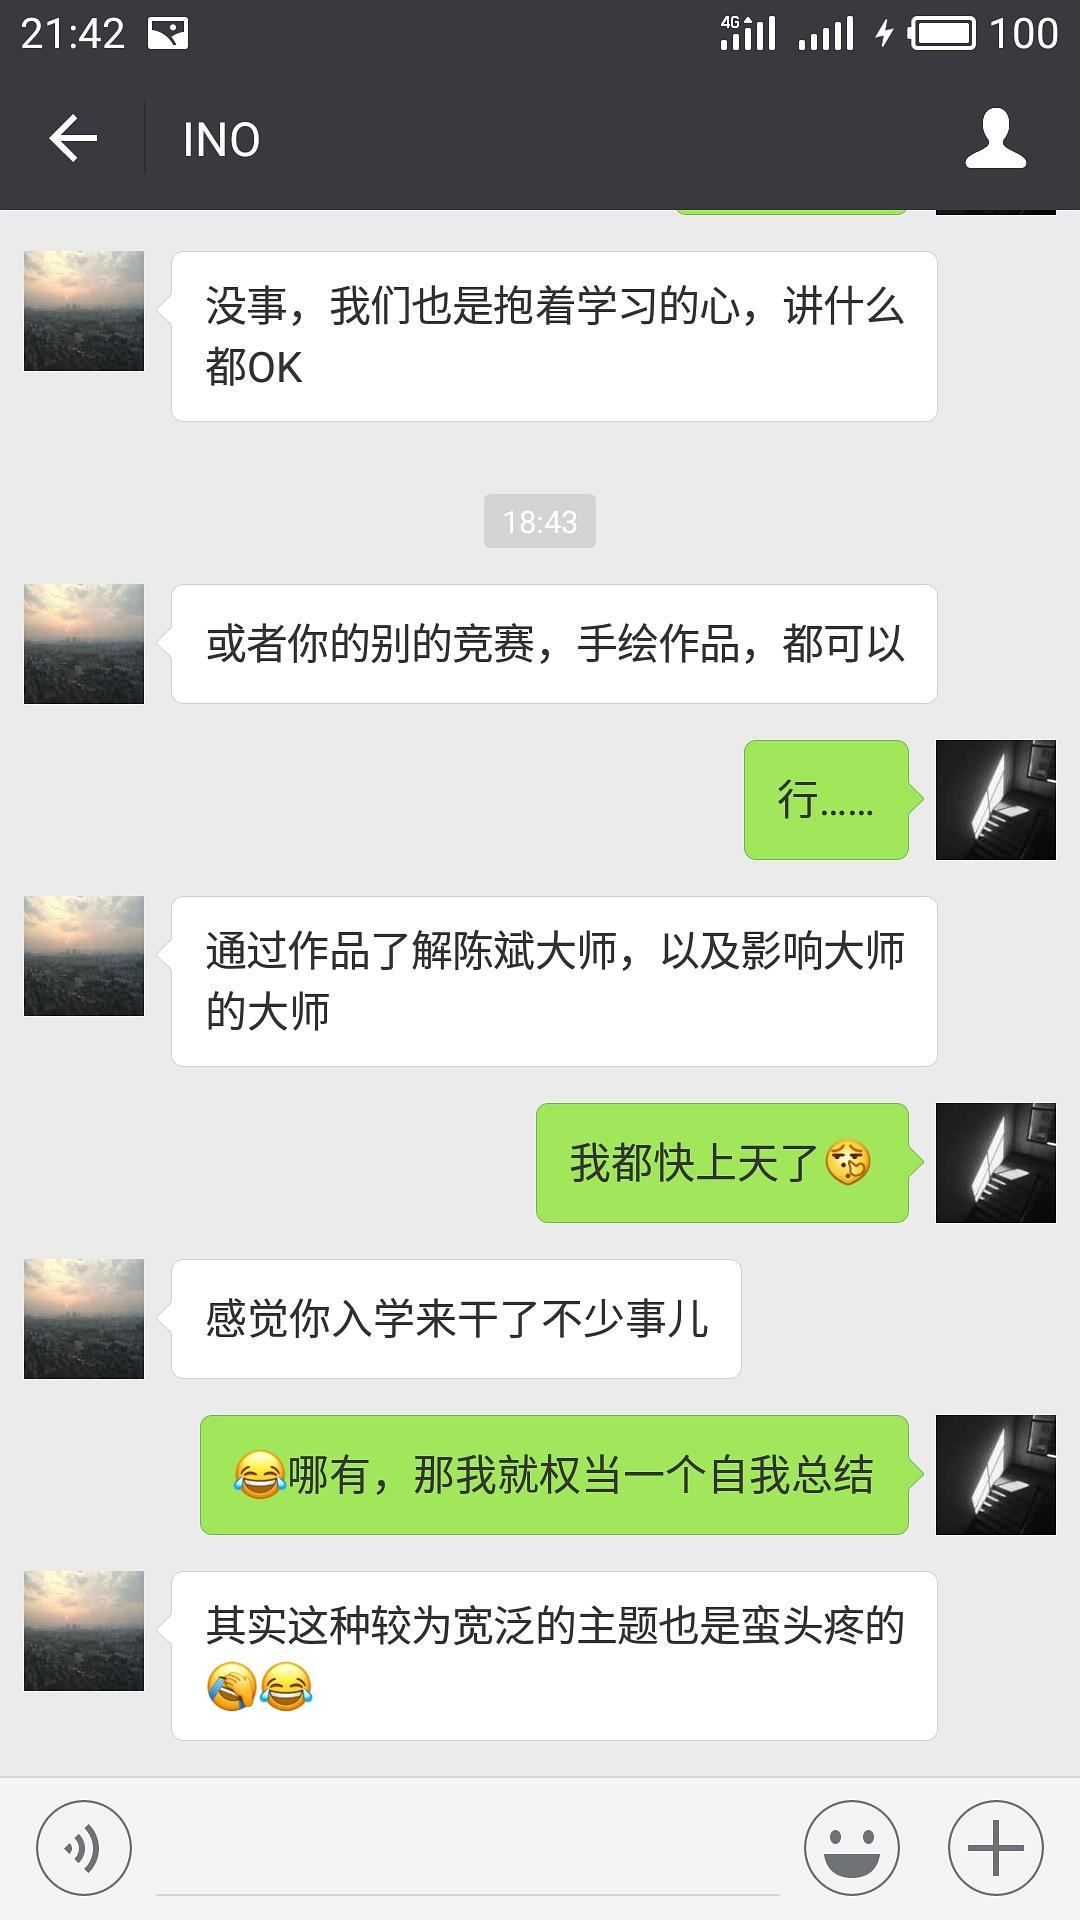 21:42
4G
100
INO
没事，我们也是抱着学习的心，讲什么
都OK
18:43
或者你的别的竞赛，手绘作品，都可以
行……
通过作品了解陈斌大师，以及影响大师
的大师
我都快上天了
感觉你入学来干了不少事儿
😂哪有，那我就权当一个自我总结
其实这种较为宽泛的主题也是蛮头疼的
😂